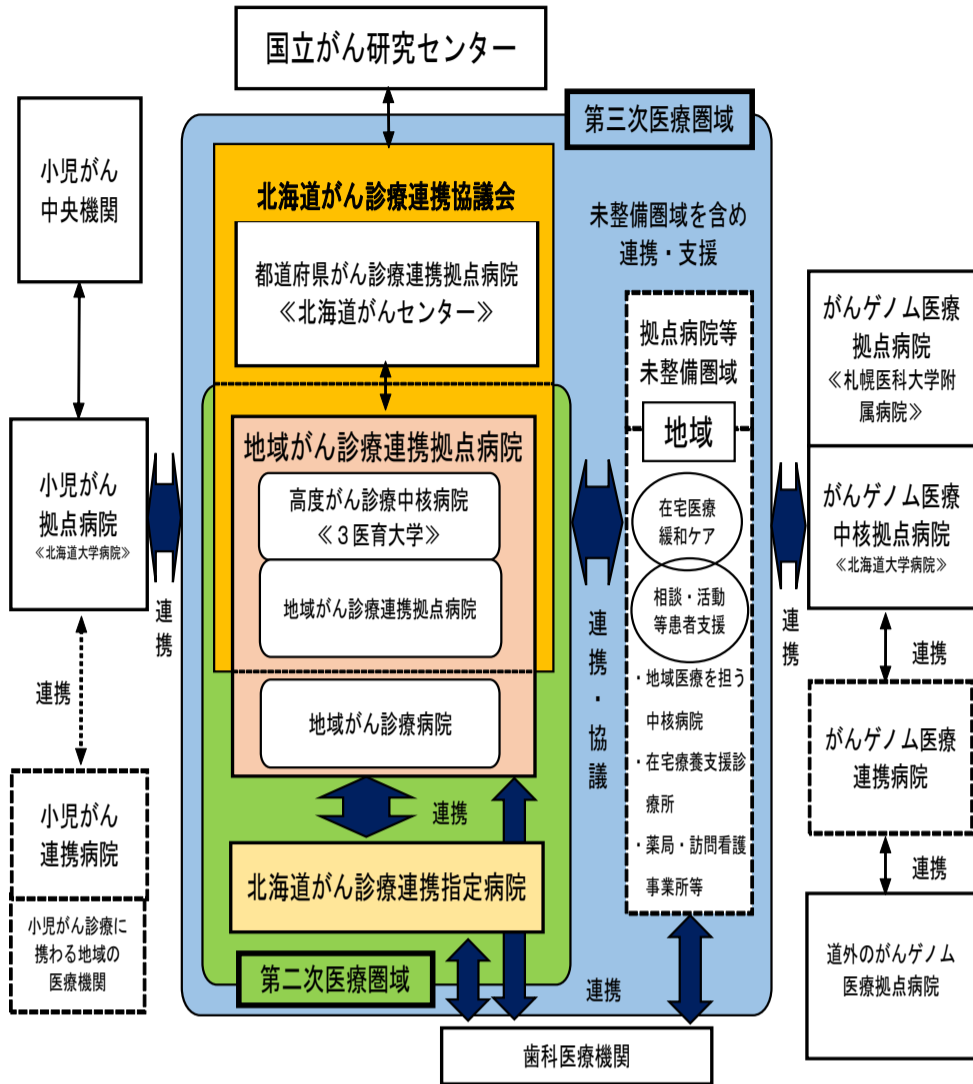 国立がん研究センター
第三次医療圏域
小児がん
中央機関
北海道がん診療連携協議会
都道府県がん診療連携拠点病院
≪北海道がんセンター≫
未整備圏域を含め
連携・支援
拠点病院等
未整備圏域
地域
在宅医療
緩和ケア
相談・活動
等患者支援
・地域医療を担う
中核病院
・在宅療養支援診
療所
・薬局・訪問看護
事業所等
がんゲノム医療
拠点病院
≪札幌医科大学附
属病院≫
がんゲノム医療
中核拠点病院
≪北海道大学病院≫
連携
がんゲノム医療
連携病院
連携
道外のがんゲノム
医療拠点病院
小児がん
拠点病院
≪北海道大学病院≫
連携
連携
小児がん
連携病院
小児がん診療に
携わる地域の
医療機関
地域がん診療連携拠点病院
高度がん診療中核病院
≪３医育大学≫
地域がん診療連携拠点病院
地域がん診療病院
連携・協議
連携
連携
北海道がん診療連携指定病院
第二次医療圏域
連携
歯科医療機関